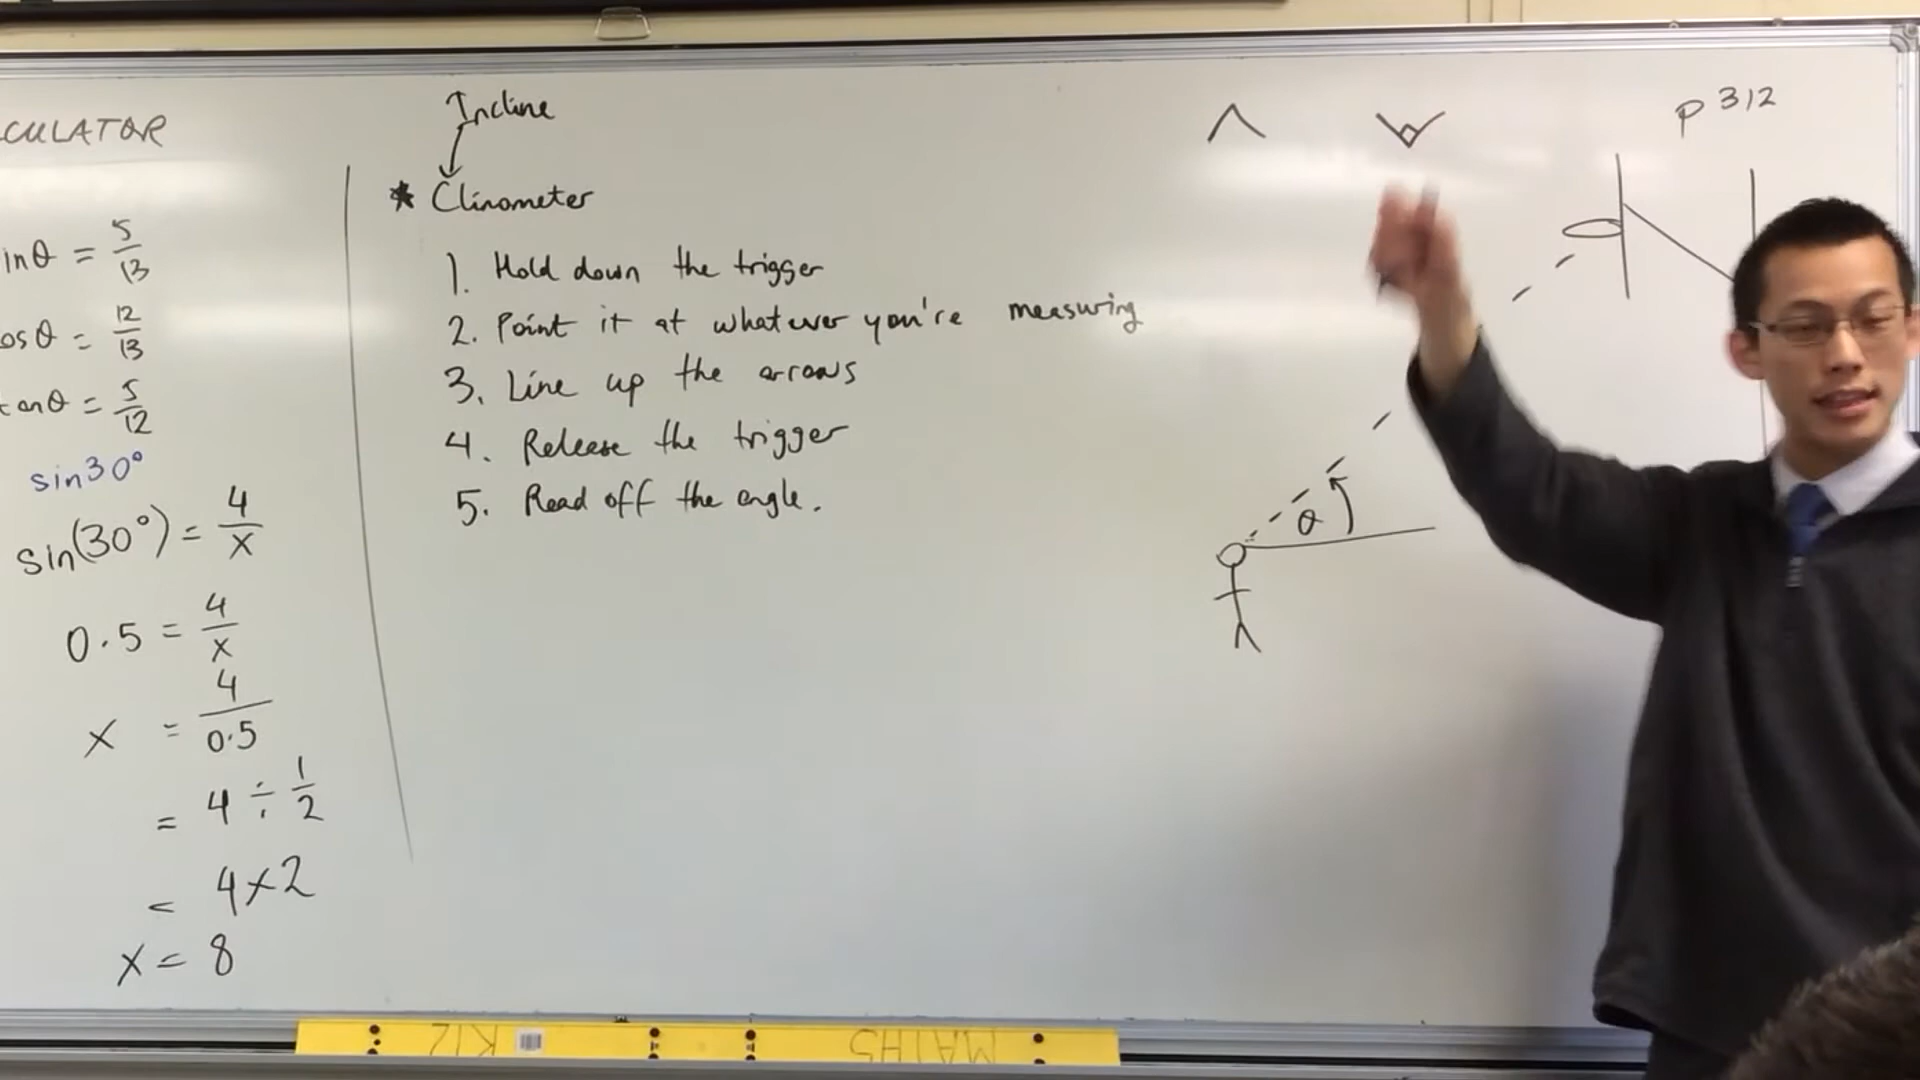 CULATOR
inθ = 5/13
osθ = 12/13
tanθ = 5/12
sin30°
sin(30°) = 4/x
0.5 = 4/x
x = 4/0.5
= 4 ÷ 1/2
= 4×2
x = 8
Incline
* Clinometer
1. Hold down the trigger
2. Point it at whatever you're measuring
3. Line up the arrows
4. Release the trigger
5. Read off the angle.
p 312
θ
K12
MATHS